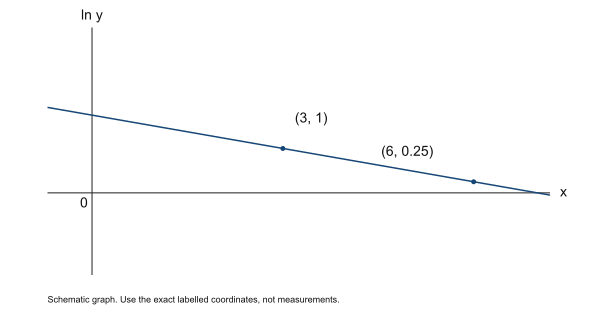 ln y
(3, 1)
(6, 0.25)
x
0
Schematic graph. Use the exact labelled coordinates, not measurements.